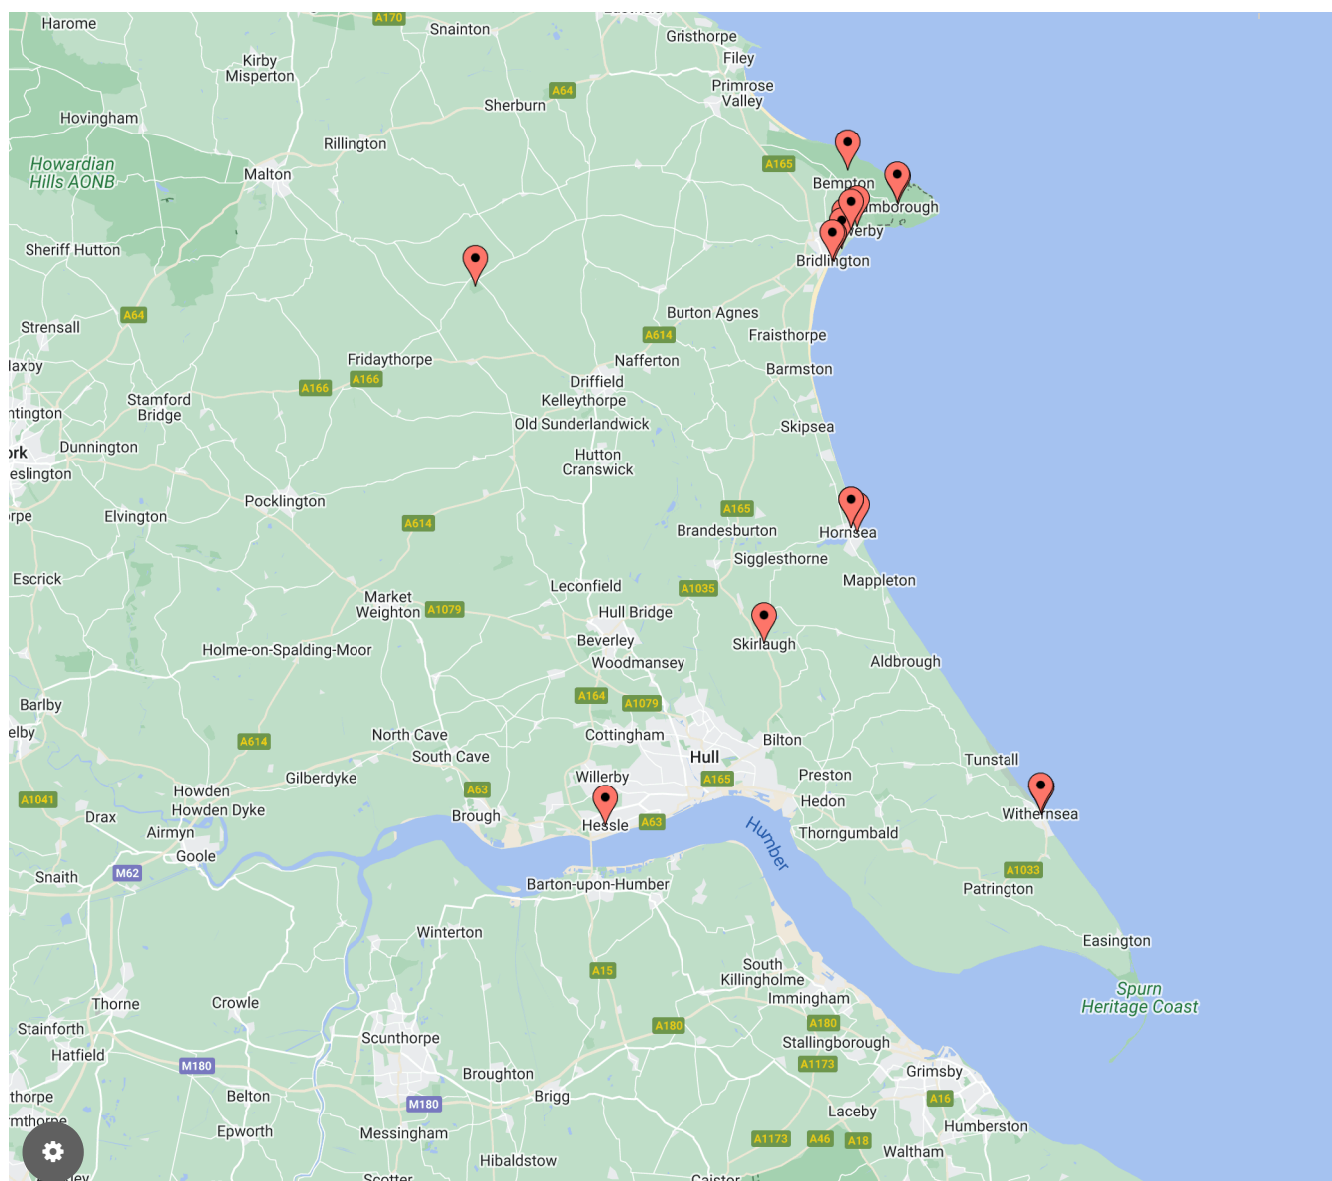 Harome
A170
Snainton
Gristhorpe
Filey
Kirby
Misperton
Primrose
Valley
A64
Sherburn
Hovingham
Rillington
Howardian
Hills AONB
Malton
A165
Bempton
Sheriff Hutton
Bridlington
A64
Strensall
Burton Agnes
A614
Fraisthorpe
Fridaythorpe
Nafferton
Barmston
A166
A166
Driffield
Kelleythorpe
Stamford
Bridge
Old Sunderlandwick
Skipsea
Dunnington
Hutton
Cranswick
Pocklington
A165
Elvington
A614
Brandesburton
Hornsea
Sigglesthorne
Escrick
Leconfield
A1035
Mappleton
Market
Weighton
A1079
Hull Bridge
Beverley
Skirlaugh
Holme-on-Spalding-Moor
Woodmansey
Aldbrough
A164
A1079
Barlby
North Cave
Cottingham
Bilton
A614
South Cave
Hull
Tunstall
Gilberdyke
Willerby
A165
Preston
Howden
A63
Hedon
A1041
Howden Dyke
Drax
Brough
Hessle
A63
Withernsea
Airmyn
Humber
Thorngumbald
Goole
M62
Snaith
A1033
Barton-upon-Humber
Patrington
Winterton
Easington
South
Killingholme
A15
Spurn
Heritage Coast
Immingham
Thorne
Crowle
A180
A180
Stainforth
Scunthorpe
Stallingborough
Hatfield
M180
A1173
Broughton
Grimsby
Belton
Brigg
A16
M180
Laceby
Epworth
Messingham
A1173
A46
A18
Humberston
Waltham
Hibaldstow